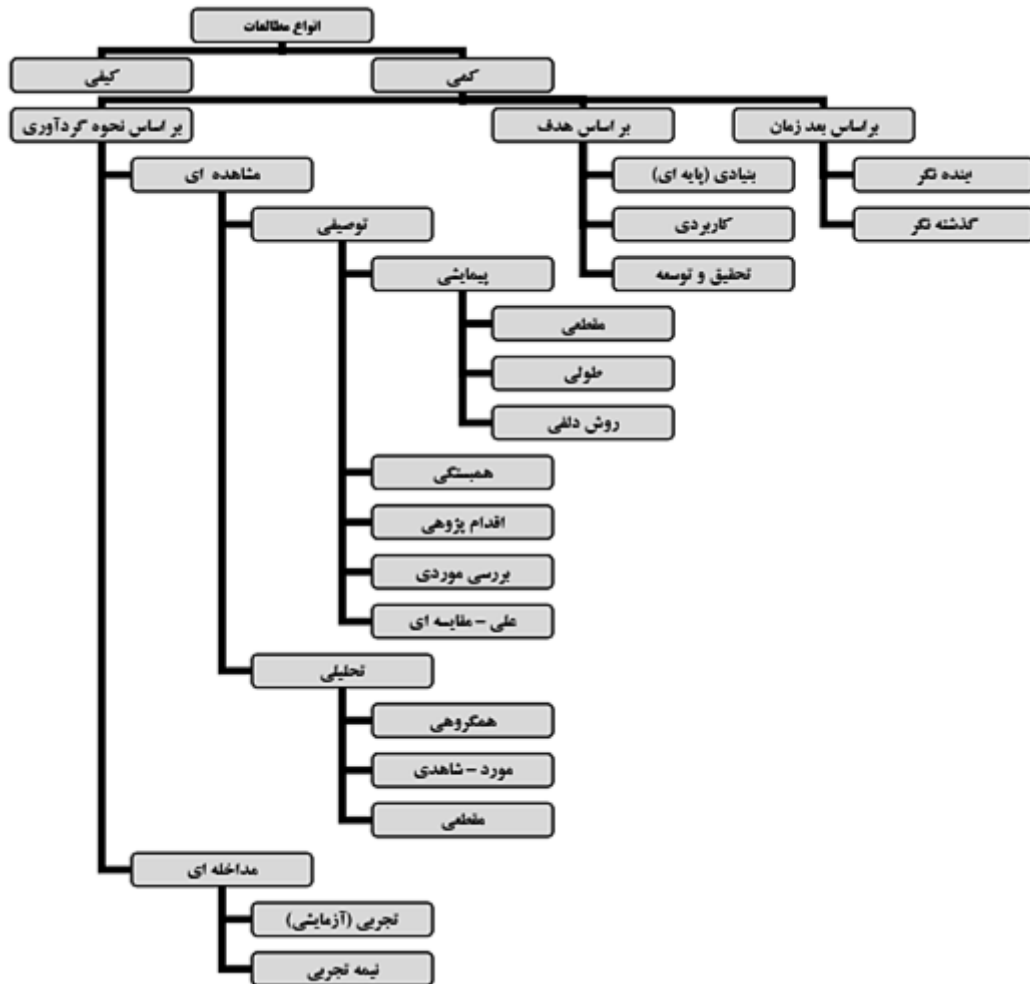 انواع مطالعات
کمی
کیفی
براساس بعد زمان
بر اساس هدف
بر اساس نحوه گردآوری
آینده نگر
گذشته نگر
بنیادی (پایه ای)
کاربردی
تحقیق و توسعه
مشاهده ای
توصیفی
پیمایشی
مقطعی
طولی
روش دلفی
همبستگی
اقدام پژوهی
بررسی موردی
علی - مقایسه ای
تحلیلی
همگروهی
مورد - شاهدی
مقطعی
مداخله ای
تجربی (آزمایشی)
نیمه تجربی